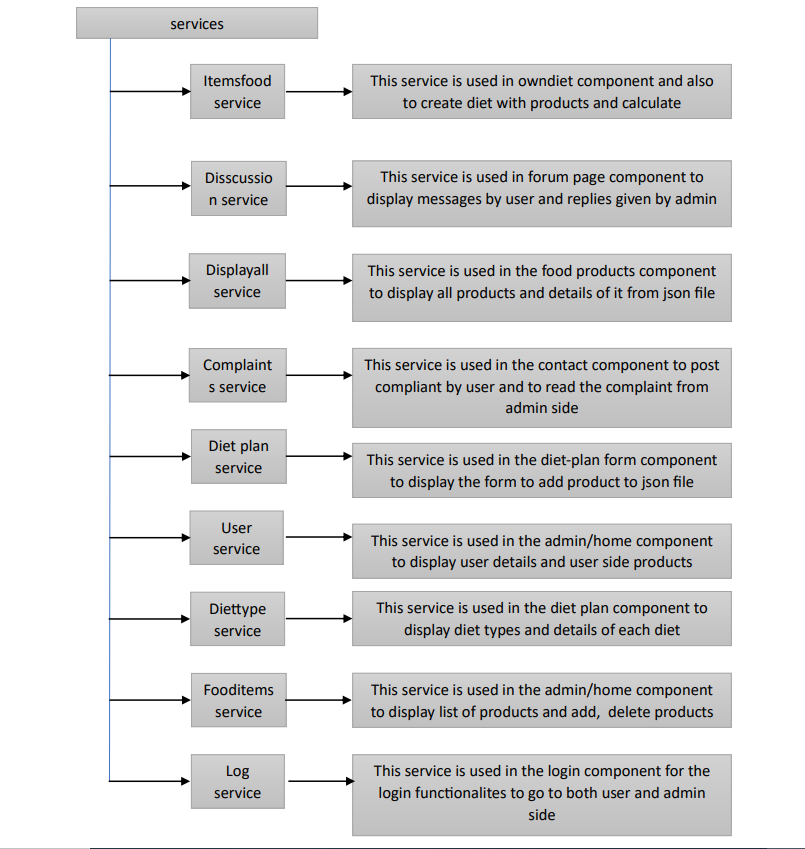 services
Itemsfood
service
This service is used in owndiet component and also
to create diet with products and calculate
Disscussio
n service
This service is used in forum page component to
display messages by user and replies given by admin
Displayall
service
This service is used in the food products component
to display all products and details of it from json file
Complaint
s service
This service is used in the contact component to post
compliant by user and to read the complaint from
admin side
Diet plan
service
This service is used in the diet-plan form component
to display the form to add product to json file
User
service
This service is used in the admin/home component
to display user details and user side products
Diettype
service
This service is used in the diet plan component to
display diet types and details of each diet
Fooditems
service
This service is used in the admin/home component
to display list of products and add,  delete products
Log
service
This service is used in the login component for the
login functionalites to go to both user and admin
side